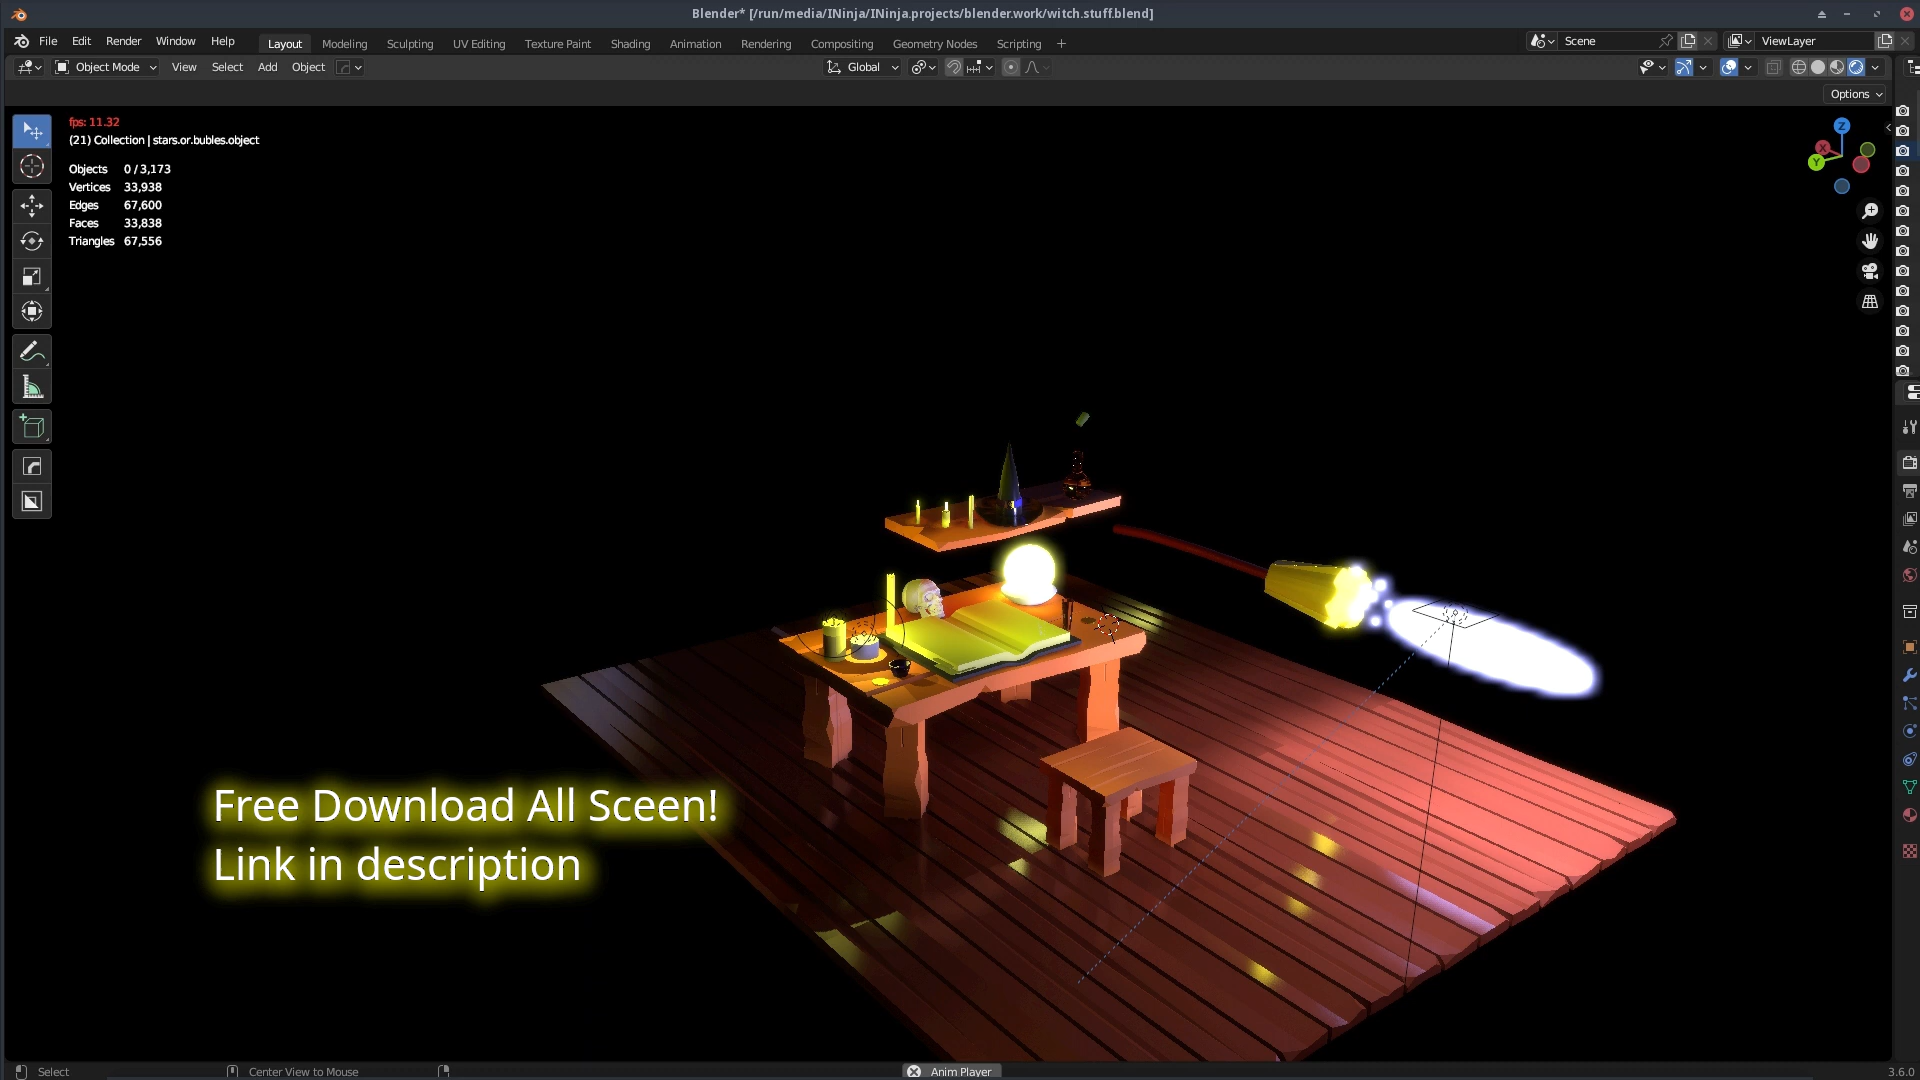 Blender* [/run/media/INinja/INinja.projects/blender.work/witch.stuff.blend]
File Edit Render Window Help Layout Modeling Sculpting UV Editing Texture Paint Shading Animation Rendering Compositing Geometry Nodes Scripting + Scene ViewLayer
Object Mode View Select Add Object Global
Options
fps: 11.32
(21) Collection | stars.or.bubles.object
Objects 0 / 3,173
Vertices 33,938
Edges 67,600
Faces 33,838
Triangles 67,556
Z
X
Y
Free Download All Sceen!
Link in description
Select Center View to Mouse Anim Player 3.6.0